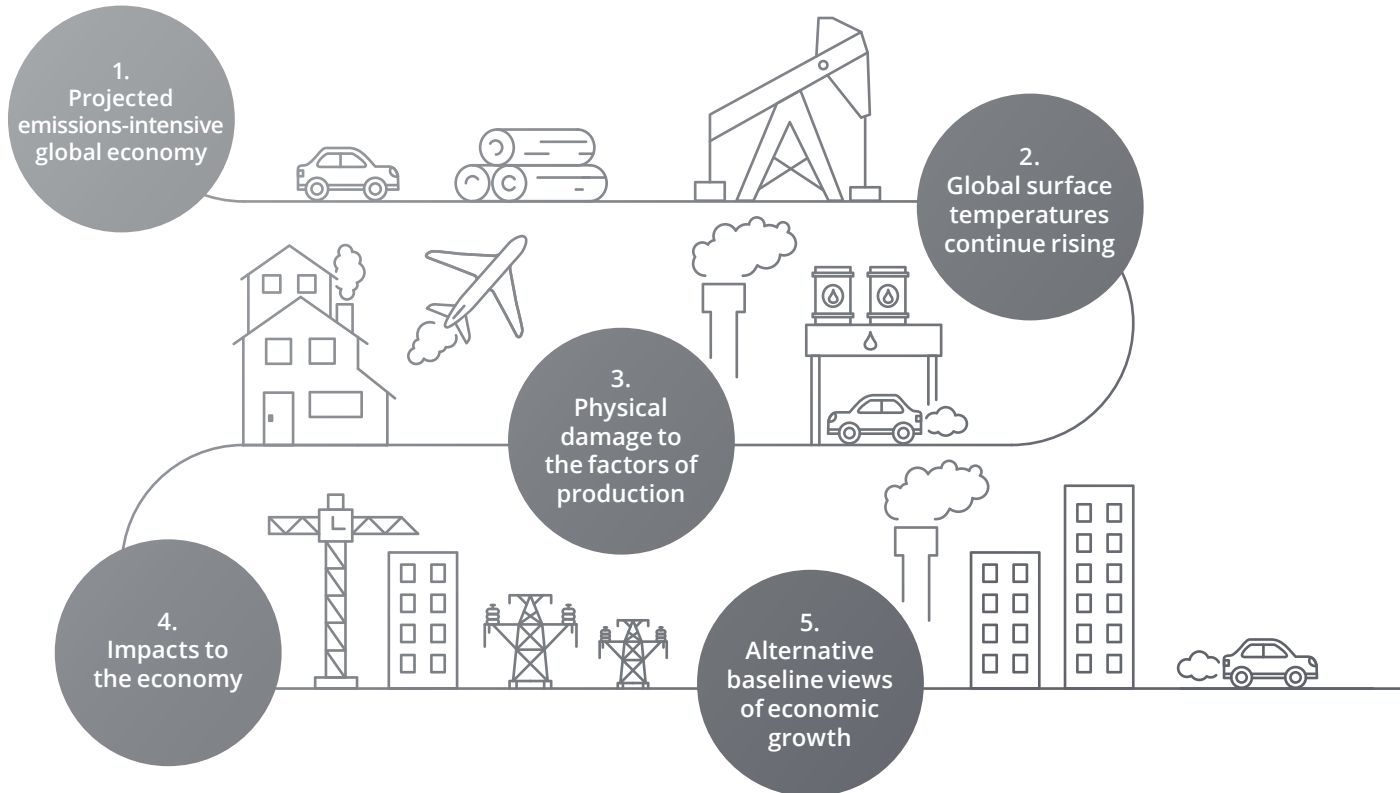 1.
Projected
emissions-intensive
global economy
2.
Global surface
temperatures
continue rising
3.
Physical
damage to
the factors of
production
4.
Impacts to
the economy
5.
Alternative
baseline views
of economic
growth